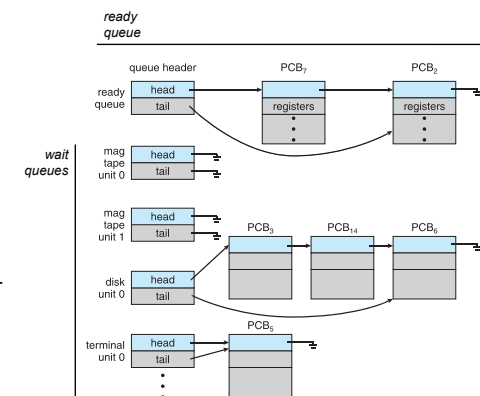 ready
queue
queue header PCB7 PCB2
ready
queue
head
tail
registers registers
wait
queues
mag
tape
unit 0
head
tail
mag
tape
unit 1
head
tail
PCB3 PCB14 PCB6
disk
unit 0
head
tail
PCB5
terminal
unit 0
head
tail